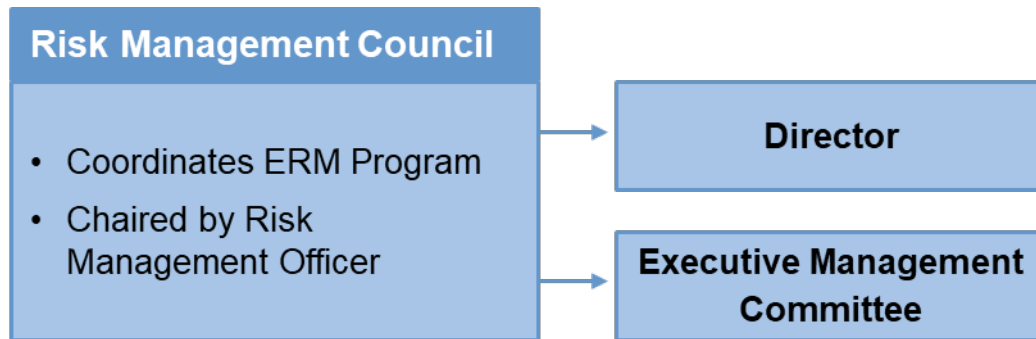 Risk Management Council
• Coordinates ERM Program
• Chaired by Risk
Management Officer
Director
Executive Management
Committee